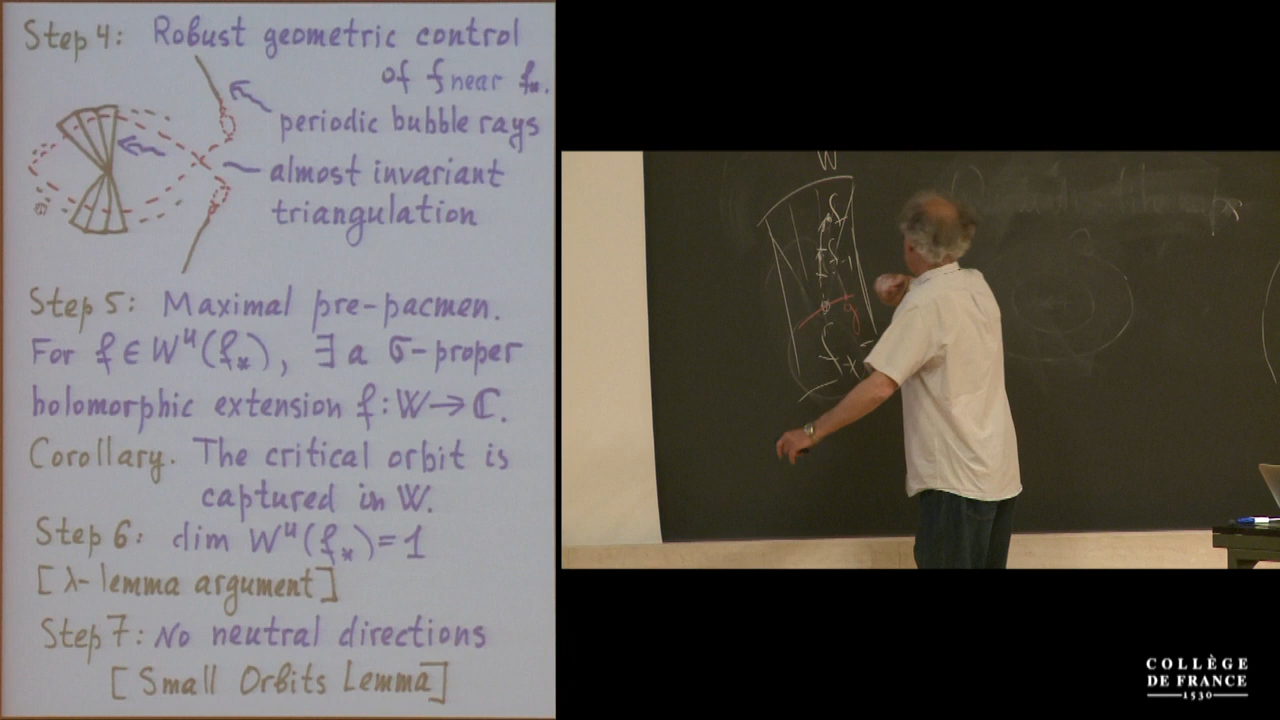 Step 4: Robust geometric control
of f near f*.
periodic bubble rays
almost invariant
triangulation
Step 5: Maximal pre-pacmen.
For f ∈ Wᵘ(f*), ∃ a σ-proper
holomorphic extension f: W → ℂ.
Corollary. The critical orbit is
captured in W.
Step 6: dim Wᵘ(f*) = 1
[λ-lemma argument]
Step 7: No neutral directions
[Small Orbits Lemma]
W
COLLÈGE
DE FRANCE
1530